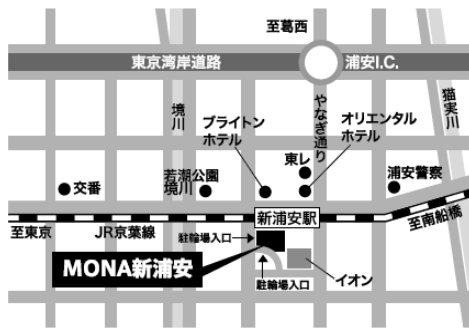 至葛西
東京湾岸道路
浦安I.C.
境川
やなぎ通り
猫実川
ブライトン
ホテル
オリエンタル
ホテル
東レ
若潮公園
境川
浦安警察
交番
新浦安駅
至東京
JR京葉線
至南船橋
駐輪場入口→
MONA新浦安
駐輪場入口
イオン